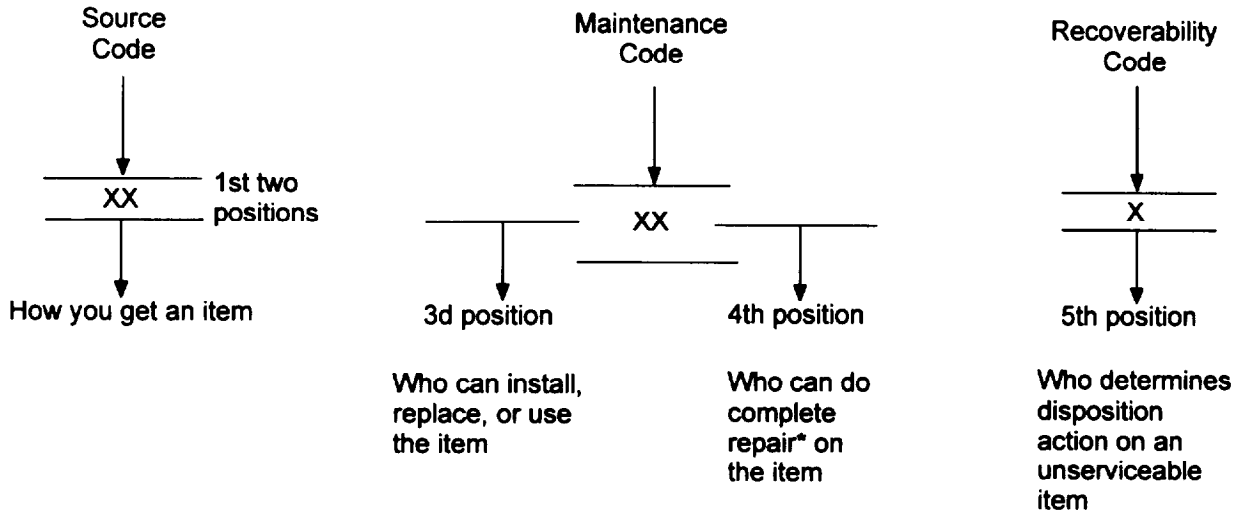 Source
Code
XX
1st two
positions
How you get an item
Maintenance
Code
XX
3d position
Who can install,
replace, or use
the item
4th position
Who can do
complete
repair* on
the item
Recoverability
Code
X
5th position
Who determines
disposition
action on an
unserviceable
item